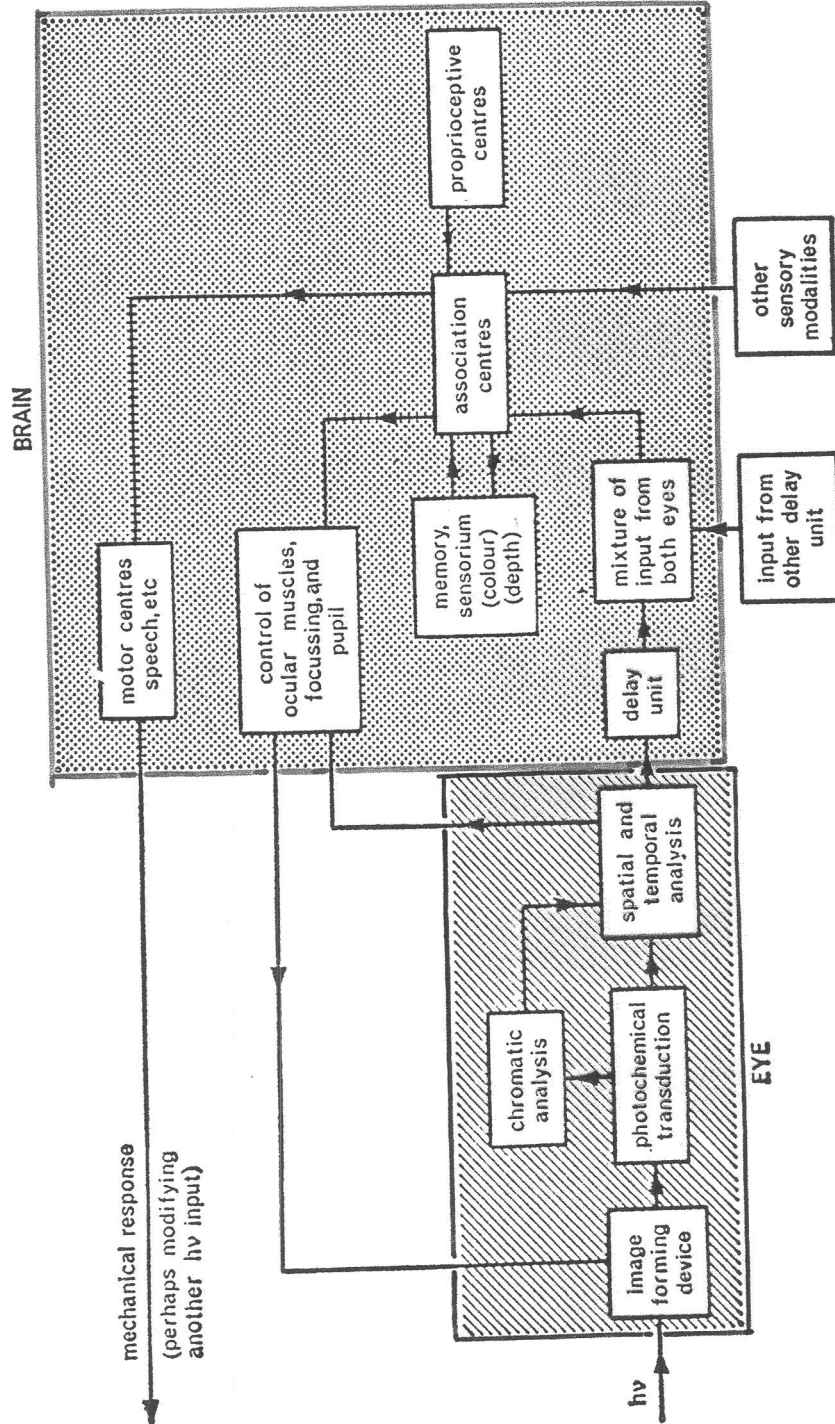 BRAIN
mechanical response
(perhaps modifying
another hν input)
motor centres
speech, etc
control of
ocular muscles,
focussing, and
pupil
memory,
sensorium
(colour)
(depth)
association
centres
proprioceptive
centres
chromatic
analysis
hν
image
forming
device
photochemical
transduction
spatial and
temporal
analysis
delay
unit
mixture of
input from
both eyes
EYE
input from
other delay
unit
other
sensory
modalities